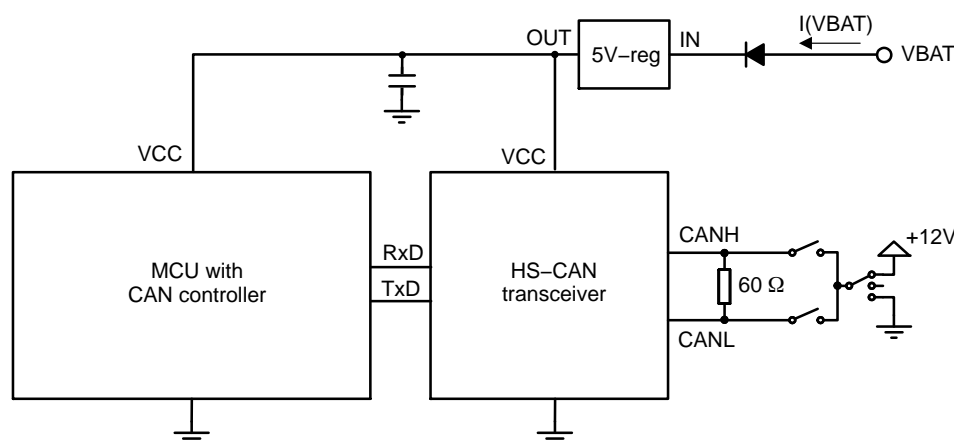 I(VBAT)
OUT
5V−reg
IN
VBAT
VCC
VCC
MCU with
CAN controller
RxD
TxD
HS−CAN
transceiver
CANH
60 Ω
CANL
+12V